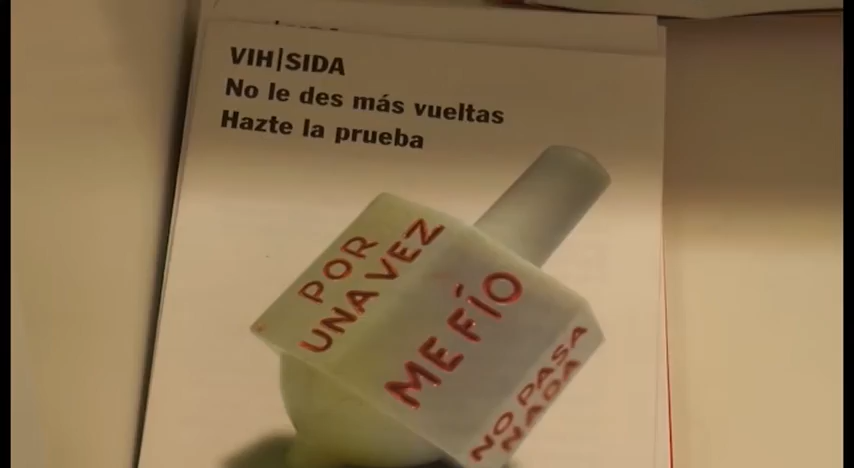 VIH|SIDA
No le des más vueltas
Hazte la prueba
POR
UNA VEZ
ME FÍO
NO PASA
NADA